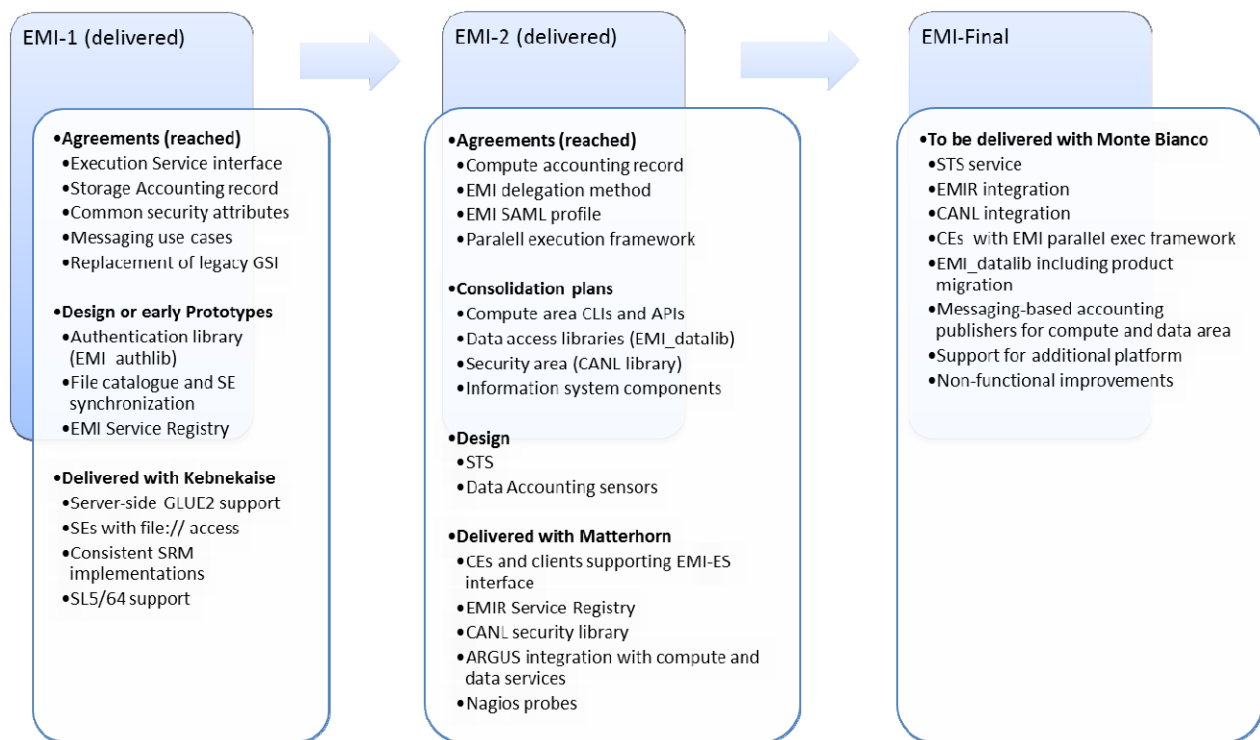 EMI-1 (delivered)
•Agreements (reached)
•Execution Service interface
•Storage Accounting record
•Common security attributes
•Messaging use cases
•Replacement of legacy GSI
•Design or early Prototypes
•Authentication library
(EMI_authlib)
•File catalogue and SE
synchronization
•EMI Service Registry
•Delivered with Kebnekaise
•Server-side GLUE2 support
•SEs with file:// access
•Consistent SRM
implementations
•SL5/64 support
EMI-2 (delivered)
•Agreements (reached)
•Compute accounting record
•EMI delegation method
•EMI SAML profile
•Paralell execution framework
•Consolidation plans
•Compute area CLIs and APIs
•Data access libraries (EMI_datalib)
•Security area (CANL library)
•Information system components
•Design
•STS
•Data Accounting sensors
•Delivered with Matterhorn
•CEs and clients supporting EMI-ES
interface
•EMIR Service Registry
•CANL security library
•ARGUS integration with compute and
data services
•Nagios probes
EMI-Final
•To be delivered with Monte Bianco
•STS service
•EMIR integration
•CANL integration
•CEs with EMI parallel exec framework
•EMI_datalib including product
migration
•Messaging-based accounting
publishers for compute and data area
•Support for additional platform
•Non-functional improvements